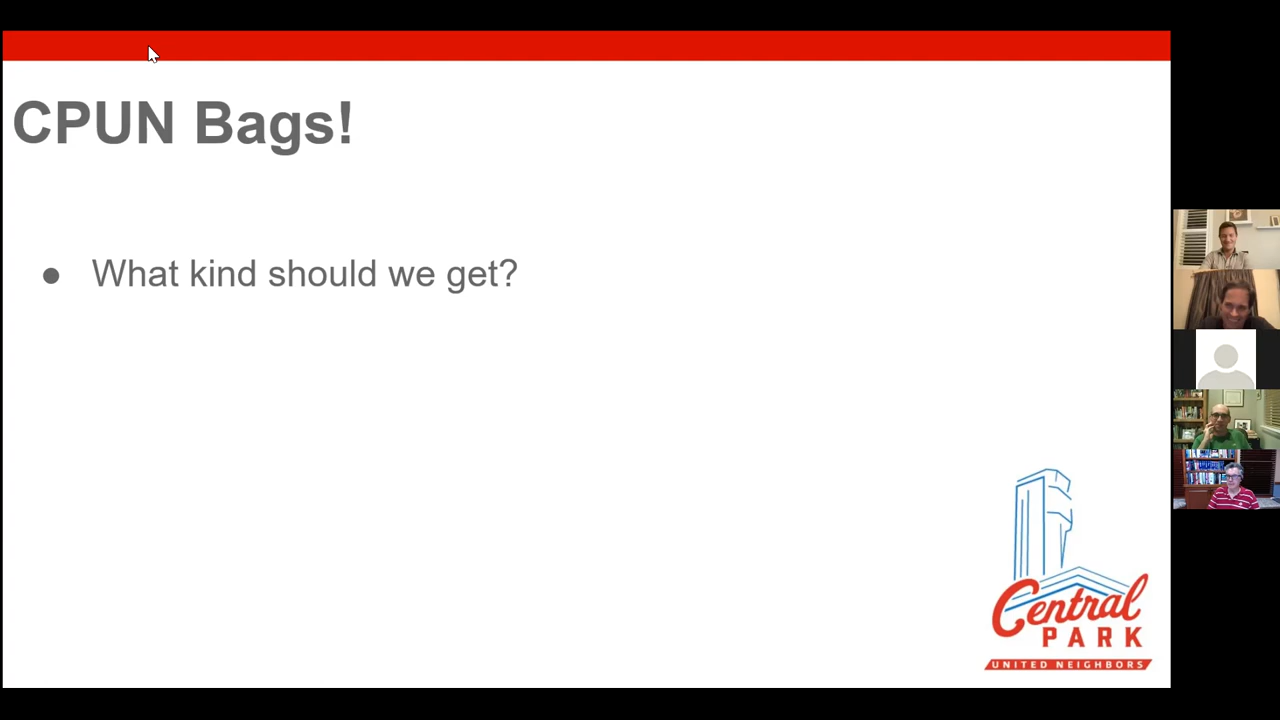 CPUN Bags!
● What kind should we get?
Central
PARK
UNITED NEIGHBORS